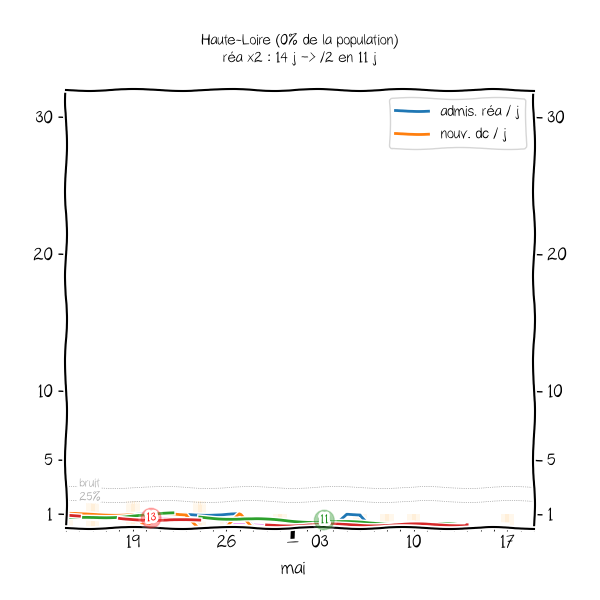 Haute-Loire (0% de la population)
réa x2 : 14 j -> /2 en 11 j
admis. réa / j
nouv. dc / j
30 30
20 20
10 10
5 5
bruit
25%
1 1
13 11
19 26 1 03 10 17
mai